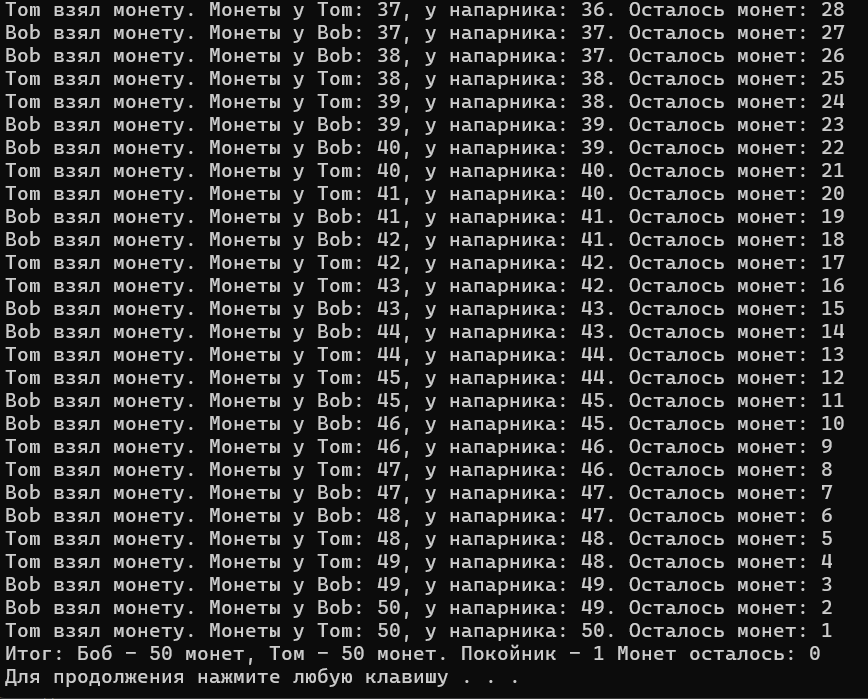 Tom взял монету. Монеты у Tom: 37, у напарника: 36. Осталось монет: 28
Bob взял монету. Монеты у Bob: 37, у напарника: 37. Осталось монет: 27
Bob взял монету. Монеты у Bob: 38, у напарника: 37. Осталось монет: 26
Tom взял монету. Монеты у Tom: 38, у напарника: 38. Осталось монет: 25
Tom взял монету. Монеты у Tom: 39, у напарника: 38. Осталось монет: 24
Bob взял монету. Монеты у Bob: 39, у напарника: 39. Осталось монет: 23
Bob взял монету. Монеты у Bob: 40, у напарника: 39. Осталось монет: 22
Tom взял монету. Монеты у Tom: 40, у напарника: 40. Осталось монет: 21
Tom взял монету. Монеты у Tom: 41, у напарника: 40. Осталось монет: 20
Bob взял монету. Монеты у Bob: 41, у напарника: 41. Осталось монет: 19
Bob взял монету. Монеты у Bob: 42, у напарника: 41. Осталось монет: 18
Tom взял монету. Монеты у Tom: 42, у напарника: 42. Осталось монет: 17
Tom взял монету. Монеты у Tom: 43, у напарника: 42. Осталось монет: 16
Bob взял монету. Монеты у Bob: 43, у напарника: 43. Осталось монет: 15
Bob взял монету. Монеты у Bob: 44, у напарника: 43. Осталось монет: 14
Tom взял монету. Монеты у Tom: 44, у напарника: 44. Осталось монет: 13
Tom взял монету. Монеты у Tom: 45, у напарника: 44. Осталось монет: 12
Bob взял монету. Монеты у Bob: 45, у напарника: 45. Осталось монет: 11
Bob взял монету. Монеты у Bob: 46, у напарника: 45. Осталось монет: 10
Tom взял монету. Монеты у Tom: 46, у напарника: 46. Осталось монет: 9
Tom взял монету. Монеты у Tom: 47, у напарника: 46. Осталось монет: 8
Bob взял монету. Монеты у Bob: 47, у напарника: 47. Осталось монет: 7
Bob взял монету. Монеты у Bob: 48, у напарника: 47. Осталось монет: 6
Tom взял монету. Монеты у Tom: 48, у напарника: 48. Осталось монет: 5
Tom взял монету. Монеты у Tom: 49, у напарника: 48. Осталось монет: 4
Bob взял монету. Монеты у Bob: 49, у напарника: 49. Осталось монет: 3
Bob взял монету. Монеты у Bob: 50, у напарника: 49. Осталось монет: 2
Tom взял монету. Монеты у Tom: 50, у напарника: 50. Осталось монет: 1
Итог: Боб – 50 монет, Том – 50 монет. Покойник – 1 Монет осталось: 0
Для продолжения нажмите любую клавишу . . .